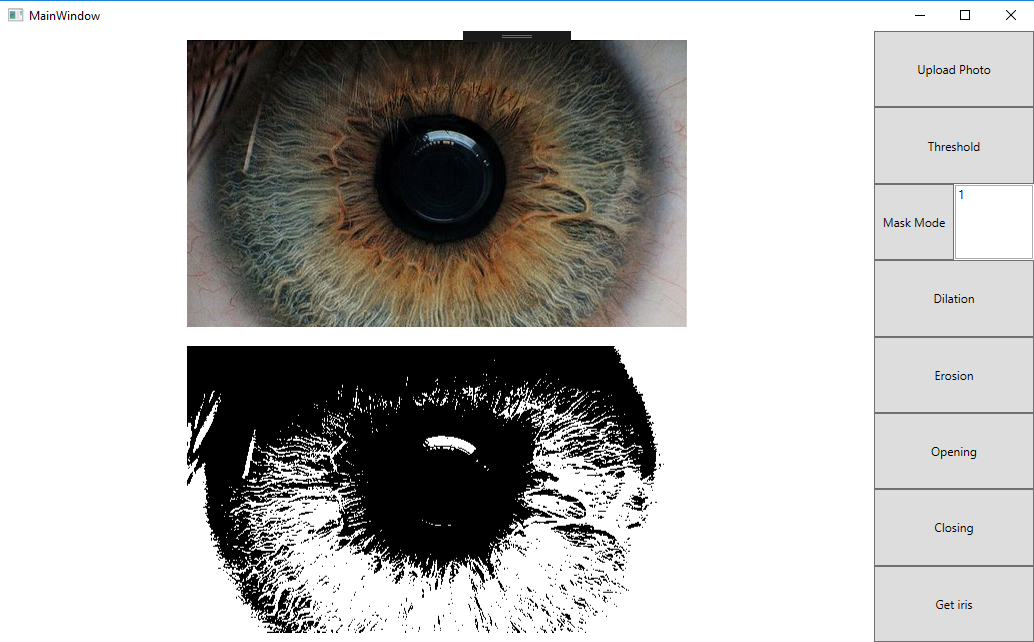 MainWindow
Upload Photo
Threshold
Mask Mode
1
Dilation
Erosion
Opening
Closing
Get iris